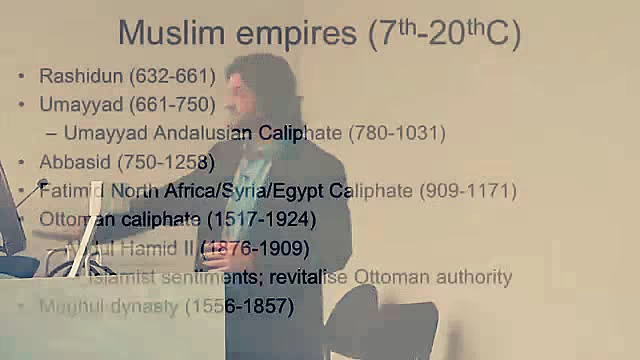 Muslim empires (7th-20thC)
• Rashidun (632-661)
• Umayyad (661-750)
– Umayyad Andalusian Caliphate (780-1031)
• Abbasid (750-1258)
• Fatimid North Africa/Syria/Egypt Caliphate (909-1171)
• Ottoman caliphate (1517-1924)
– Abdul Hamid II (1876-1909)
– Islamist sentiments; revitalise Ottoman authority
• Moghul dynasty (1556-1857)